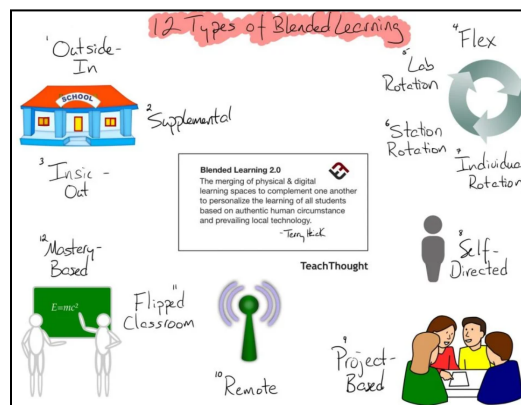 12 Types of Blended Learning
1 Outside-
In
SCHOOL
2 Supplemental
3 Insic -
Out
4 Flex
5 Lab
Rotation
6 Station
Rotation
7 Individual
Rotation
Blended Learning 2.0
The merging of physical & digital
learning spaces to complement one another
to personalize the learning of all students
based on authentic human circumstance
and prevailing local technology.
-Terry Heick
TeachThought
8 Self-
Directed
9 Project-
Based
10 Remote
11 Flipped
Classroom
12 Mastery-
Based
E=mc²